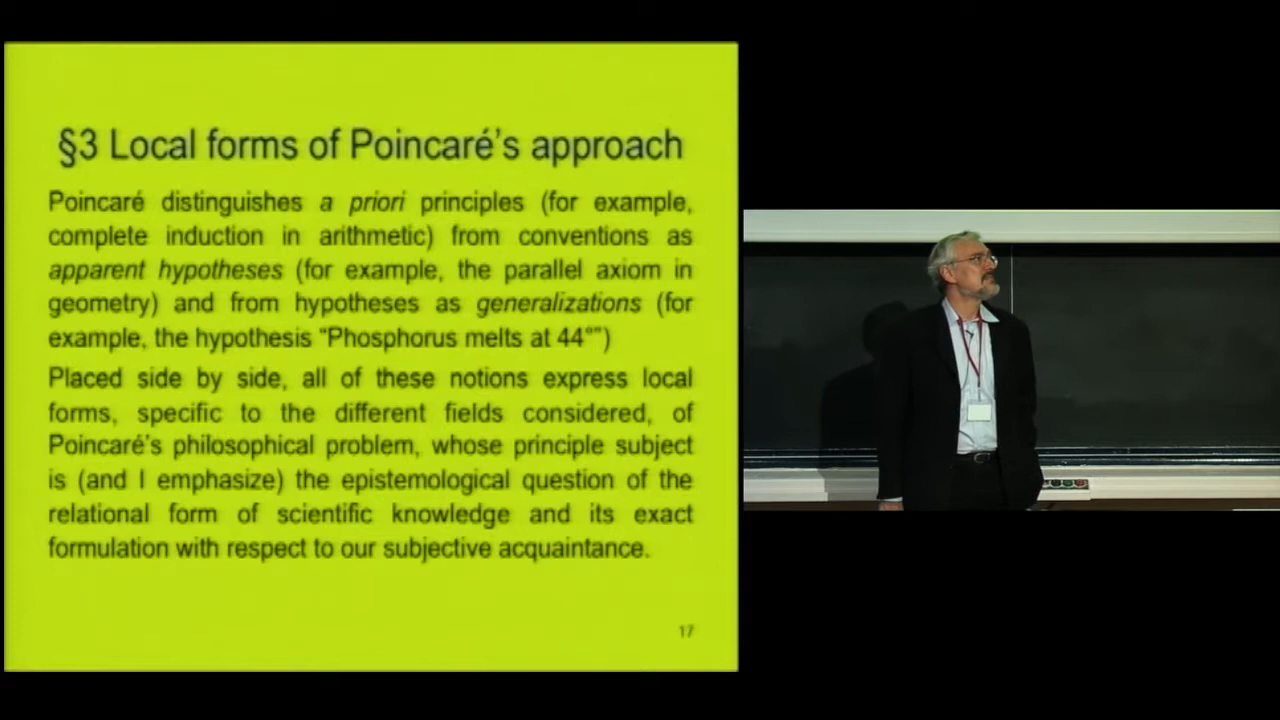 §3 Local forms of Poincaré's approach
Poincaré distinguishes a priori principles (for example,
complete induction in arithmetic) from conventions as
apparent hypotheses (for example, the parallel axiom in
geometry) and from hypotheses as generalizations (for
example, the hypothesis "Phosphorus melts at 44°")
Placed side by side, all of these notions express local
forms, specific to the different fields considered, of
Poincaré's philosophical problem, whose principle subject
is (and I emphasize) the epistemological question of the
relational form of scientific knowledge and its exact
formulation with respect to our subjective acquaintance.
17